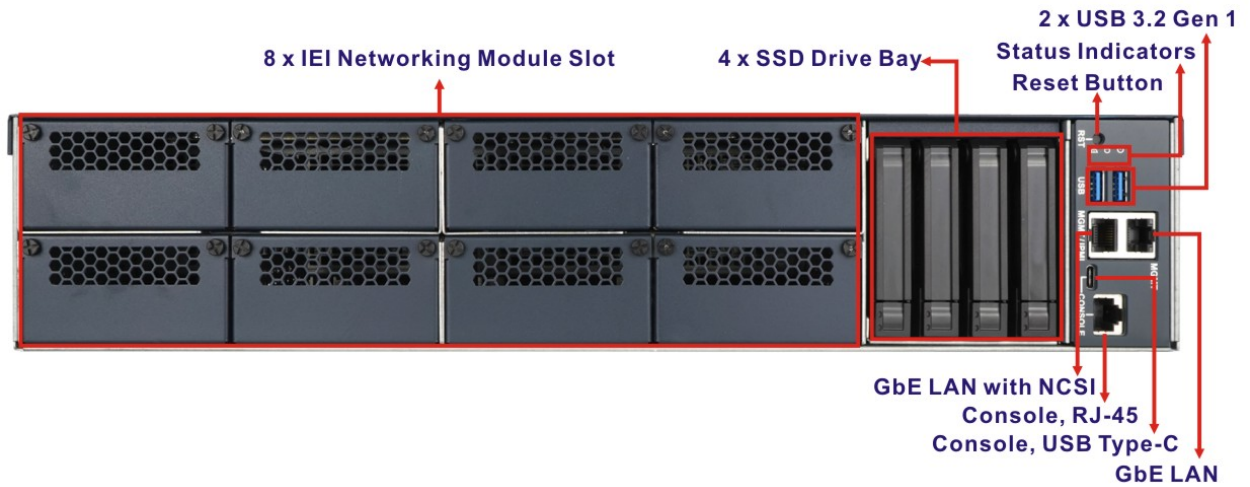 2 x USB 3.2 Gen 1
8 x IEI Networking Module Slot
4 x SSD Drive Bay
Status Indicators
Reset Button
RST
USB
CONSOLE
GbE LAN with NCSI
Console, RJ-45
Console, USB Type-C
GbE LAN